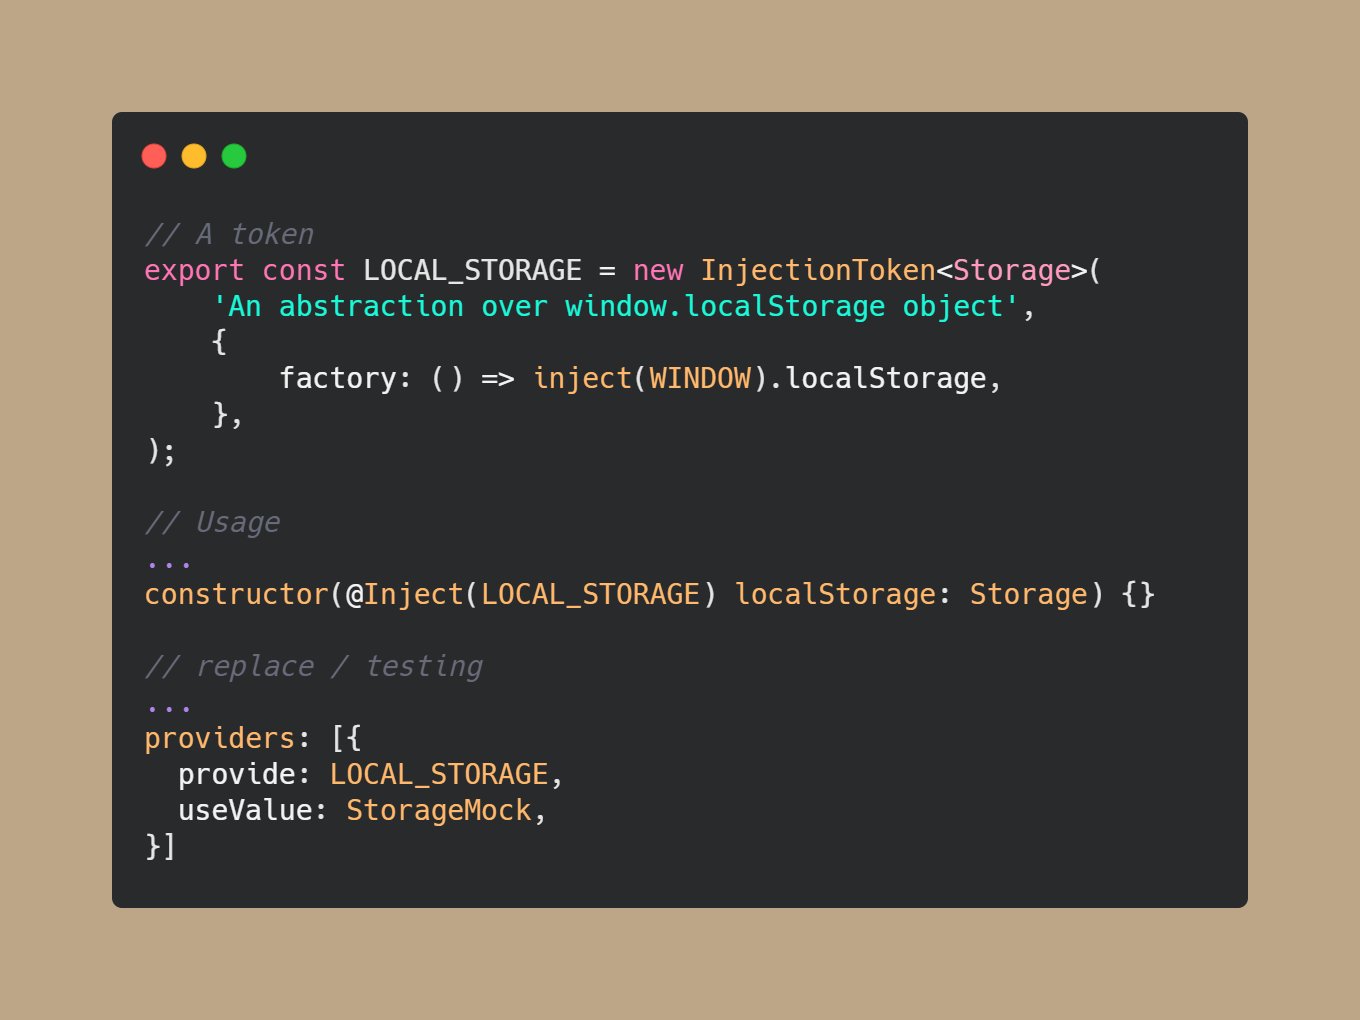 // A token
export const LOCAL_STORAGE = new InjectionToken<Storage>(
    'An abstraction over window.localStorage object',
    {
        factory: () => inject(WINDOW).localStorage,
    },
);

// Usage
...
constructor(@Inject(LOCAL_STORAGE) localStorage: Storage) {}

// replace / testing
...
providers: [{
  provide: LOCAL_STORAGE,
  useValue: StorageMock,
}]